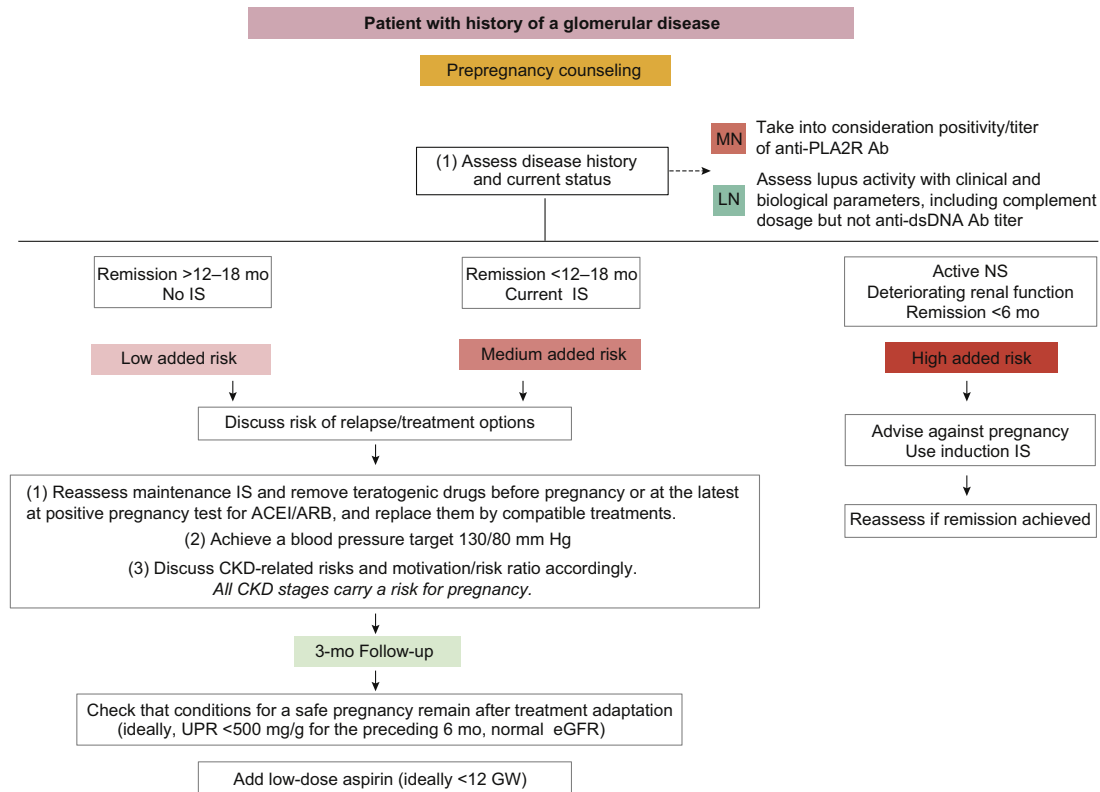 Patient with history of a glomerular disease
Prepregnancy counseling
(1) Assess disease history
and current status
MN
Take into consideration positivity/titer
of anti-PLA2R Ab
LN
Assess lupus activity with clinical and
biological parameters, including complement
dosage but not anti-dsDNA Ab titer
Remission >12–18 mo
No IS
Remission <12–18 mo
Current IS
Active NS
Deteriorating renal function
Remission <6 mo
Low added risk
Medium added risk
High added risk
Discuss risk of relapse/treatment options
Advise against pregnancy
Use induction IS
(1) Reassess maintenance IS and remove teratogenic drugs before pregnancy or at the latest
at positive pregnancy test for ACEI/ARB, and replace them by compatible treatments.
(2) Achieve a blood pressure target 130/80 mm Hg
(3) Discuss CKD-related risks and motivation/risk ratio accordingly.
All CKD stages carry a risk for pregnancy.
Reassess if remission achieved
3-mo Follow-up
Check that conditions for a safe pregnancy remain after treatment adaptation
(ideally, UPR <500 mg/g for the preceding 6 mo, normal eGFR)
Add low-dose aspirin (ideally <12 GW)